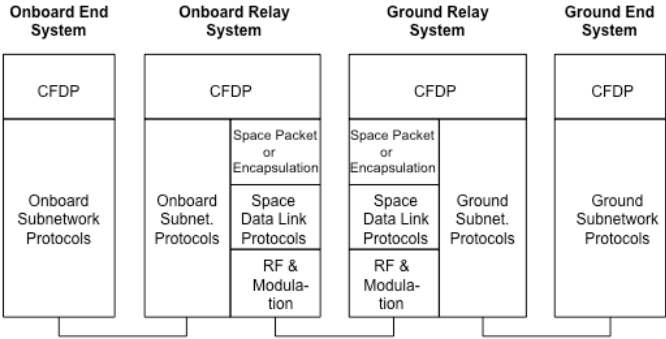 Onboard End
System
Onboard Relay
System
Ground Relay
System
Ground End
System
CFDP
CFDP
CFDP
CFDP
Onboard
Subnetwork
Protocols
Onboard
Subnet.
Protocols
Space Packet
or
Encapsulation
Space
Data Link
Protocols
RF &
Modula-
tion
Space Packet
or
Encapsulation
Space
Data Link
Protocols
RF &
Modula-
tion
Ground
Subnet.
Protocols
Ground
Subnetwork
Protocols